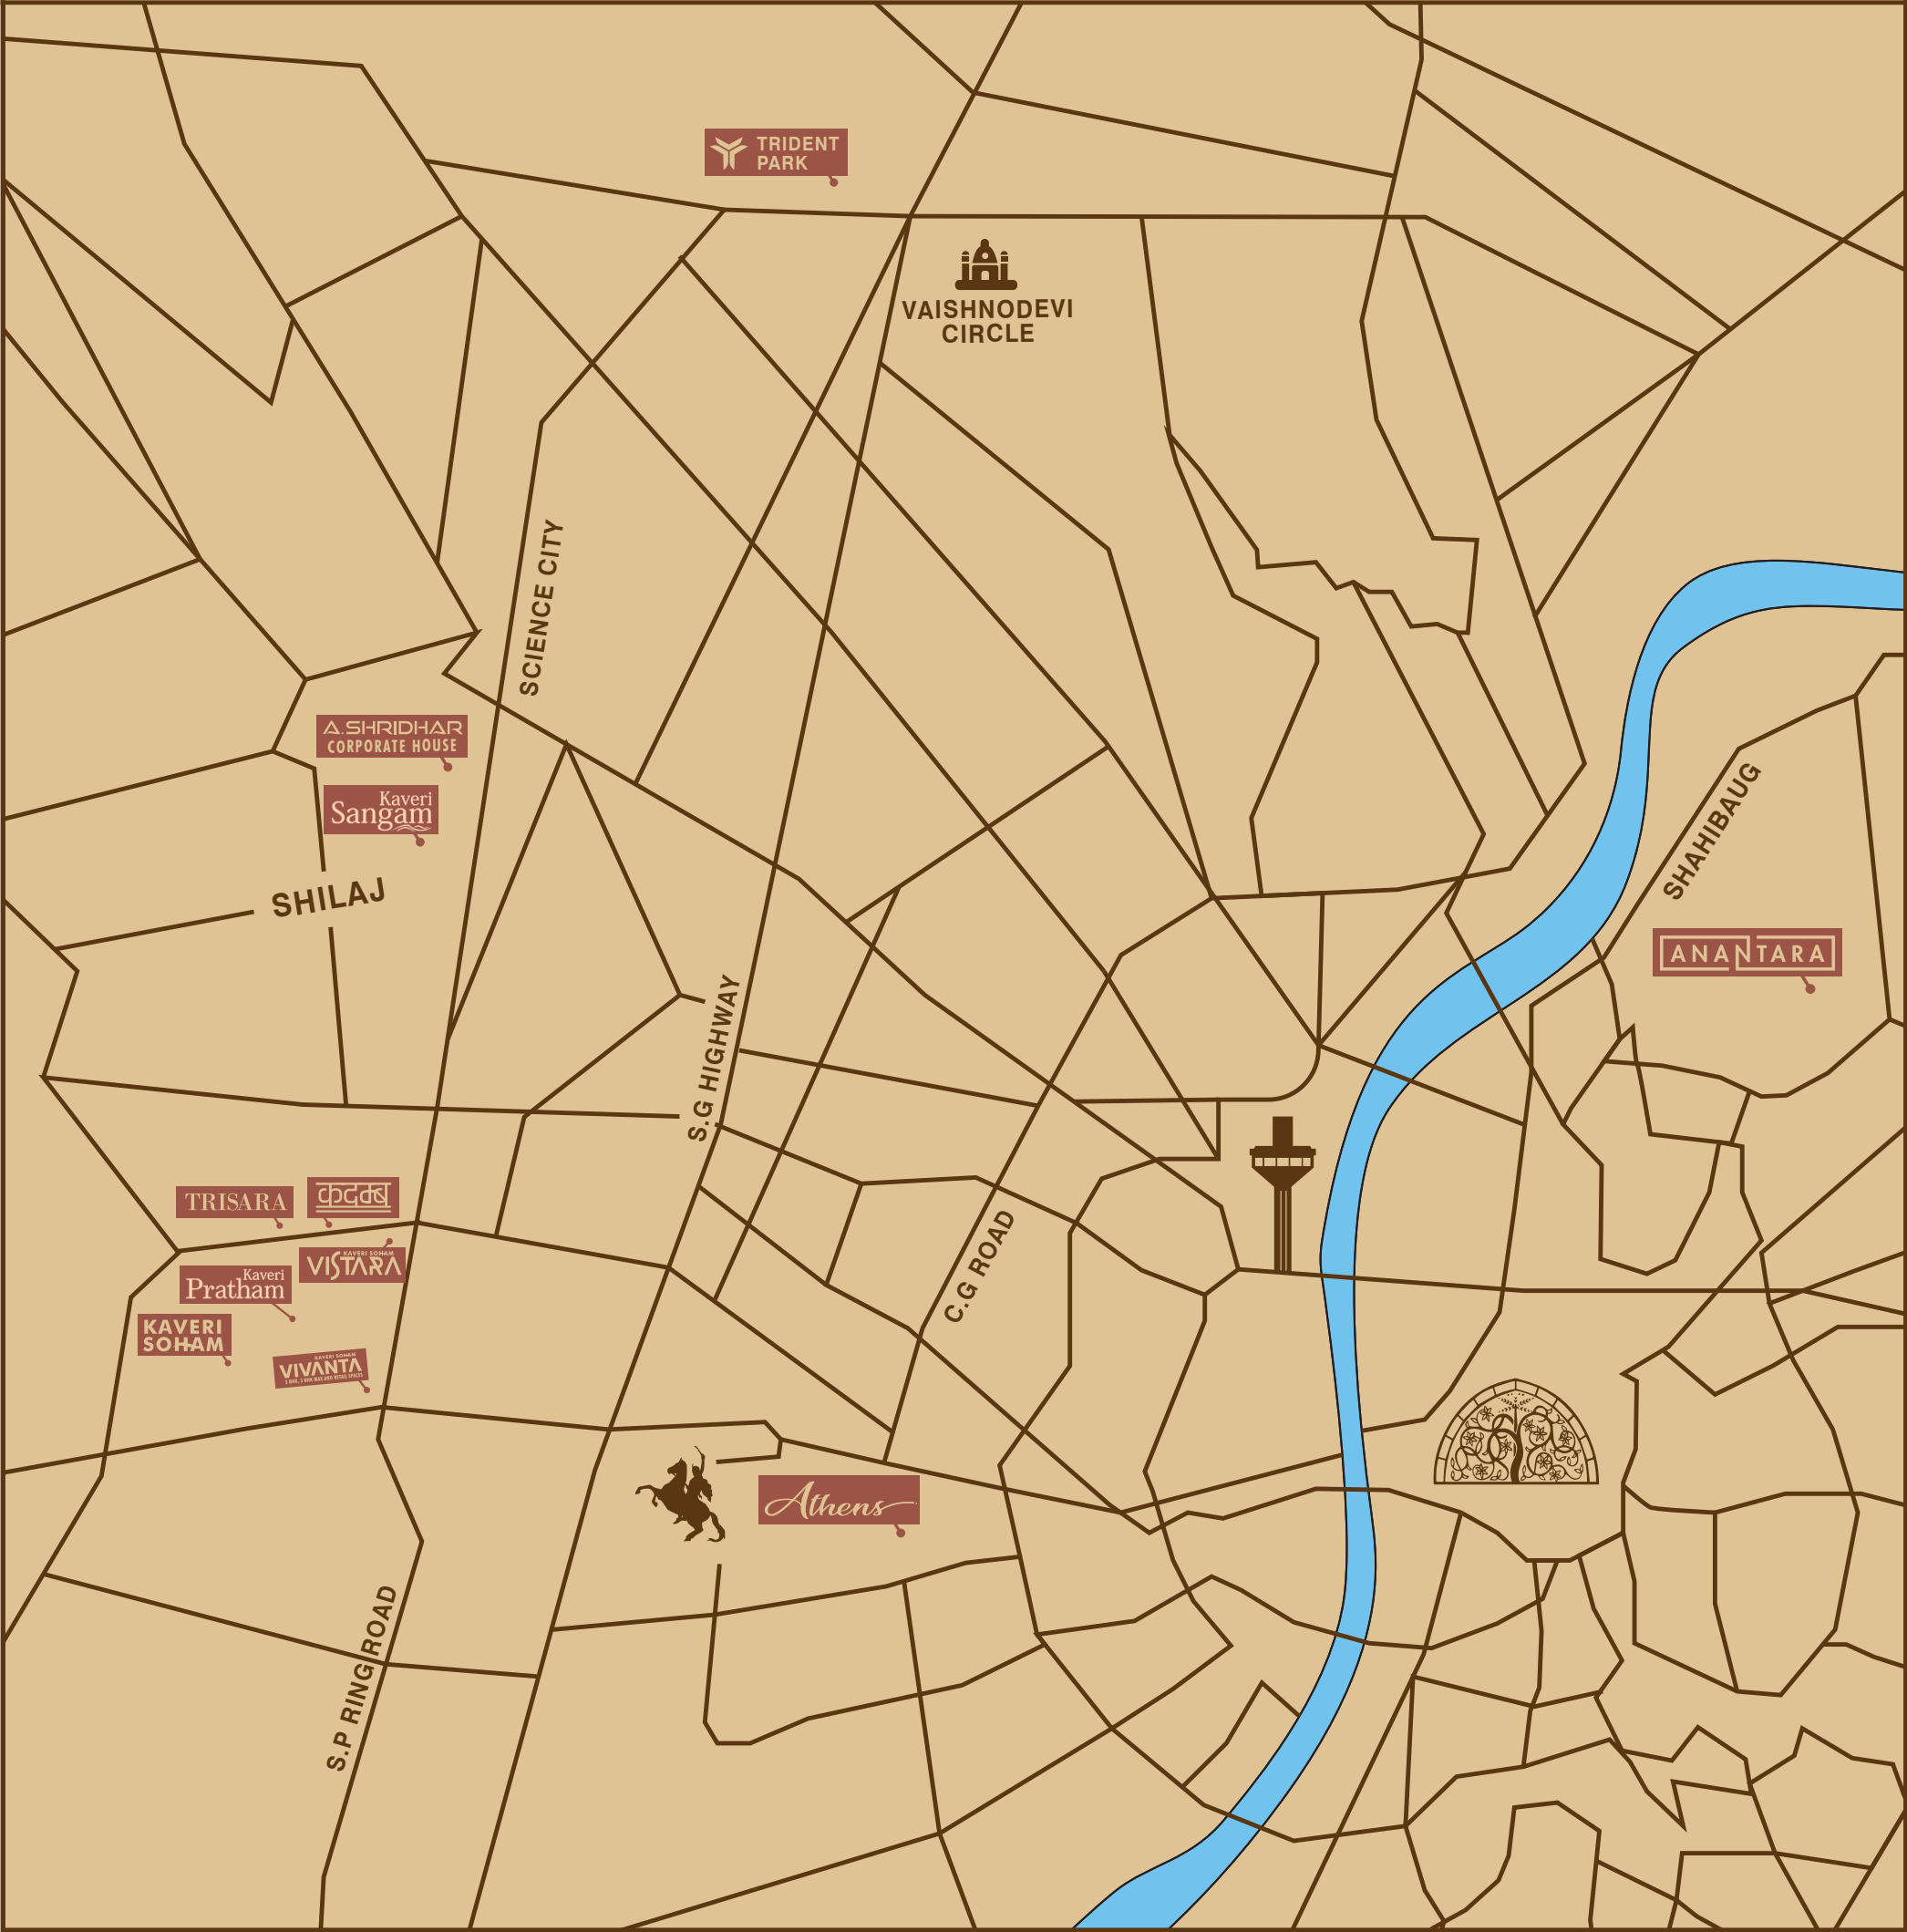 TRIDENT
PARK
VAISHNODEVI
CIRCLE
SCIENCE CITY
A.SHRIDHAR
CORPORATE HOUSE
Kaveri
Sangam
SHILAJ
SHAHIBAUG
ANANTARA
S.G HIGHWAY
TRISARA
KAVERI SOHAM
VISTARA
Kaveri
Pratham
C.G ROAD
KAVERI
SOHAM
KAVERI SOHAM
VIVANTA
Athens
S.P RING ROAD